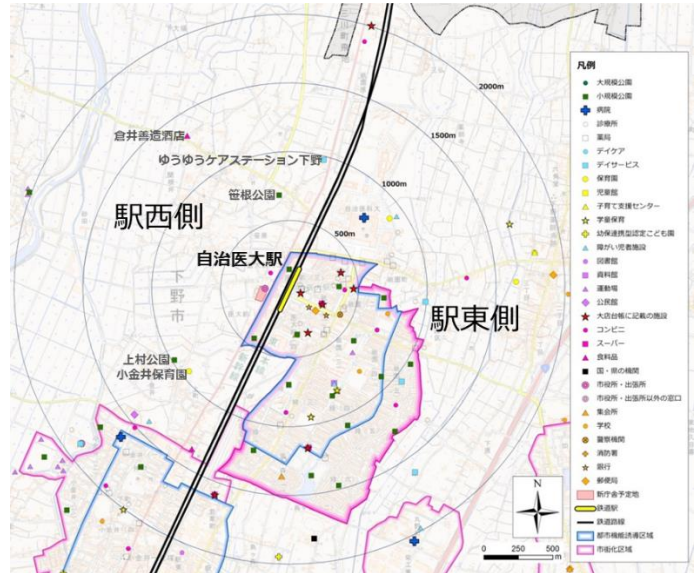 2000m
1500m
1000m
500m
倉井善造酒店
ゆうゆうケアステーション下野
笹根公園
駅西側
自治医大駅
下野市
駅東側
上村公園
小金井保育園
凡例
大規模公園
小規模公園
病院
診療所
薬局
デイケア
デイサービス
保育園
児童館
子育て支援センター
学童保育
幼保連携型認定こども園
障がい児者施設
図書館
資料館
運動場
公民館
大店台帳に記載の施設
コンビニ
スーパー
食料品
国・県の機関
市役所・出張所
市役所・出張所以外の窓口
集会所
学校
警察機関
消防署
銀行
郵便局
新庁舎予定地
鉄道駅
鉄道路線
都市機能誘導区域
市街化区域
N
0 250 500
m